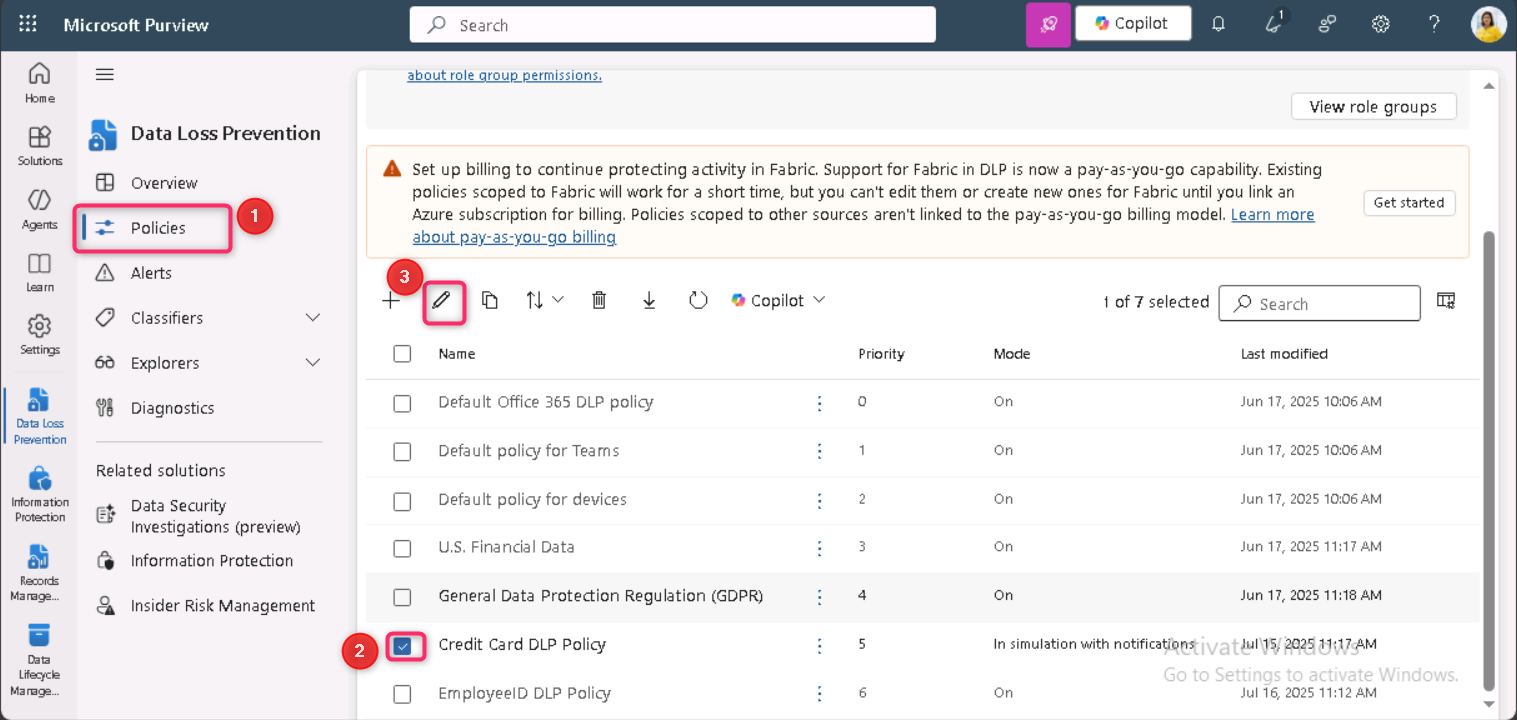 Microsoft Purview
Search
Copilot
1
Home
Solutions
Agents
Learn
Settings
Data Loss
Prevention
Information
Protection
Records
Manage...
Data
Lifecycle
Manage...
Data Loss Prevention
Overview
Policies
1
Alerts
Classifiers
Explorers
Diagnostics
Related solutions
Data Security
Investigations (preview)
Information Protection
Insider Risk Management
about role group permissions.
View role groups
Set up billing to continue protecting activity in Fabric. Support for Fabric in DLP is now a pay-as-you-go capability. Existing
policies scoped to Fabric will work for a short time, but you can't edit them or create new ones for Fabric until you link an
Azure subscription for billing. Policies scoped to other sources aren't linked to the pay-as-you-go billing model. Learn more
about pay-as-you-go billing
Get started
3
Copilot
1 of 7 selected
Search
Name Priority Mode Last modified
Default Office 365 DLP policy 0 On Jun 17, 2025 10:06 AM
Default policy for Teams 1 On Jun 17, 2025 10:06 AM
Default policy for devices 2 On Jun 17, 2025 10:06 AM
U.S. Financial Data 3 On Jun 17, 2025 11:17 AM
General Data Protection Regulation (GDPR) 4 On Jun 17, 2025 11:18 AM
2
Credit Card DLP Policy 5 In simulation with notifications Jul 15, 2025 11:17 AM
EmployeeID DLP Policy 6 On Jul 16, 2025 11:12 AM
Activate Windows
Go to Settings to activate Windows.